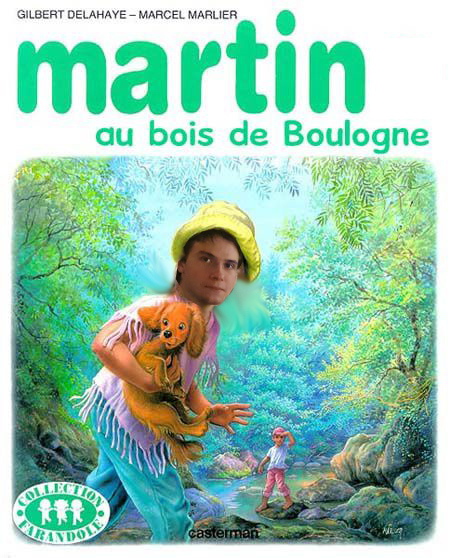 GILBERT DELAHAYE – MARCEL MARLIER
martin
au bois de Boulogne
COLLECTION
FARANDOLE
casterman